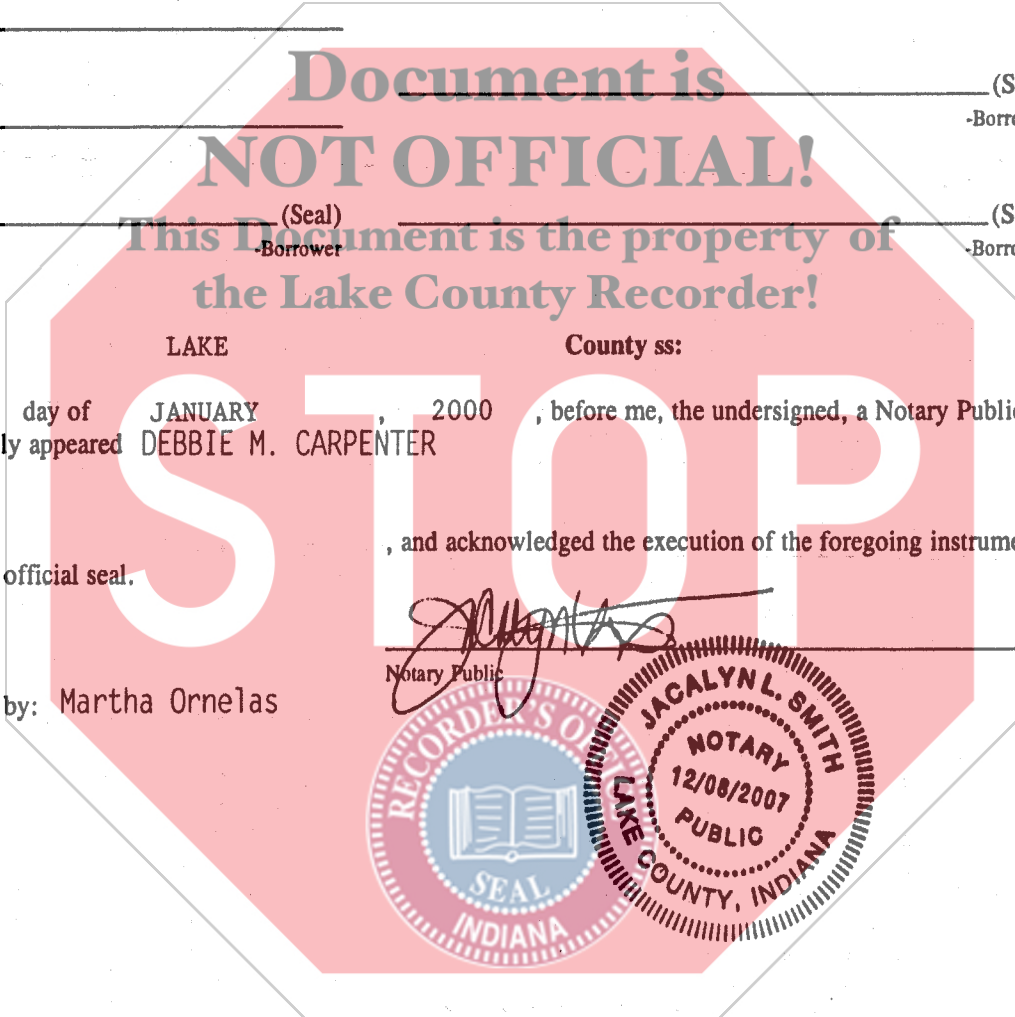 Document is
(S
-Borre
NOT OFFICIAL!
(Seal)
(S
This Document is the property of
-Borrower
-Borro
the Lake County Recorder!
LAKE County ss:
day of JANUARY , 2000 , before me, the undersigned, a Notary Public
ly appeared DEBBIE M. CARPENTER
STOP
, and acknowledged the execution of the foregoing instrume
official seal.
Notary Public
by: Martha Ornelas
RECORDER'S OFFICE
SEAL
INDIANA
JACALYN L. SMITH
NOTARY
12/08/2007
PUBLIC
LAKE COUNTY, INDIANA